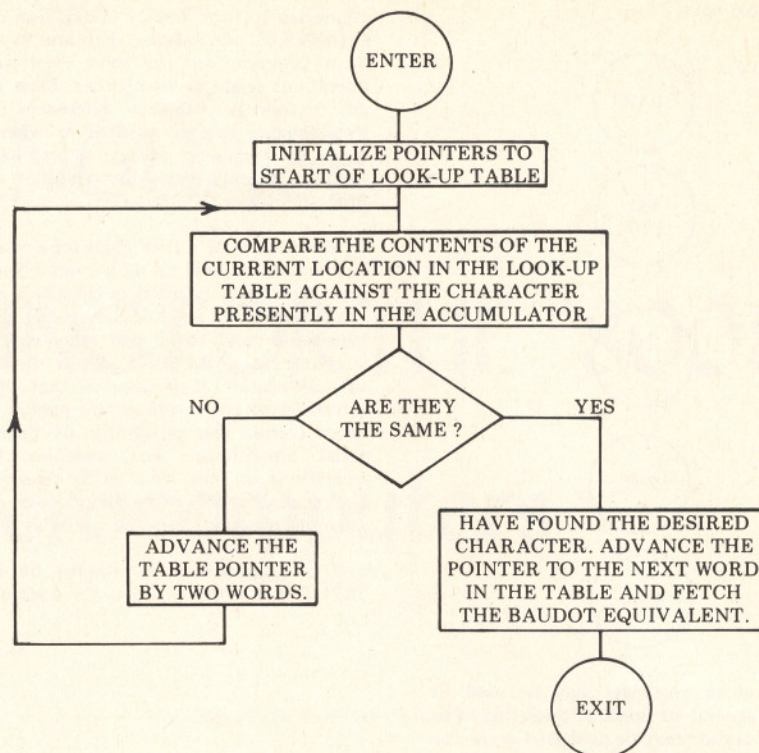 ENTER
INITIALIZE POINTERS TO
START OF LOOK-UP TABLE
COMPARE THE CONTENTS OF THE
CURRENT LOCATION IN THE LOOK-UP
TABLE AGAINST THE CHARACTER
PRESENTLY IN THE ACCUMULATOR
NO
ARE THEY
THE SAME ?
YES
ADVANCE THE
TABLE POINTER
BY TWO WORDS.
HAVE FOUND THE DESIRED
CHARACTER. ADVANCE THE
POINTER TO THE NEXT WORD
IN THE TABLE AND FETCH
THE BAUDOT EQUIVALENT.
EXIT